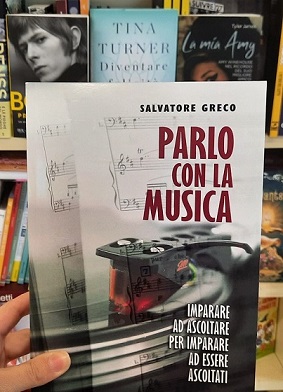 TINA
TURNER
Diventare
La mia Amy
SALVATORE GRECO
PARLO
CON LA
MUSICA
IMPARARE
AD ASCOLTARE
PER IMPARARE
AD ESSERE
ASCOLTATI